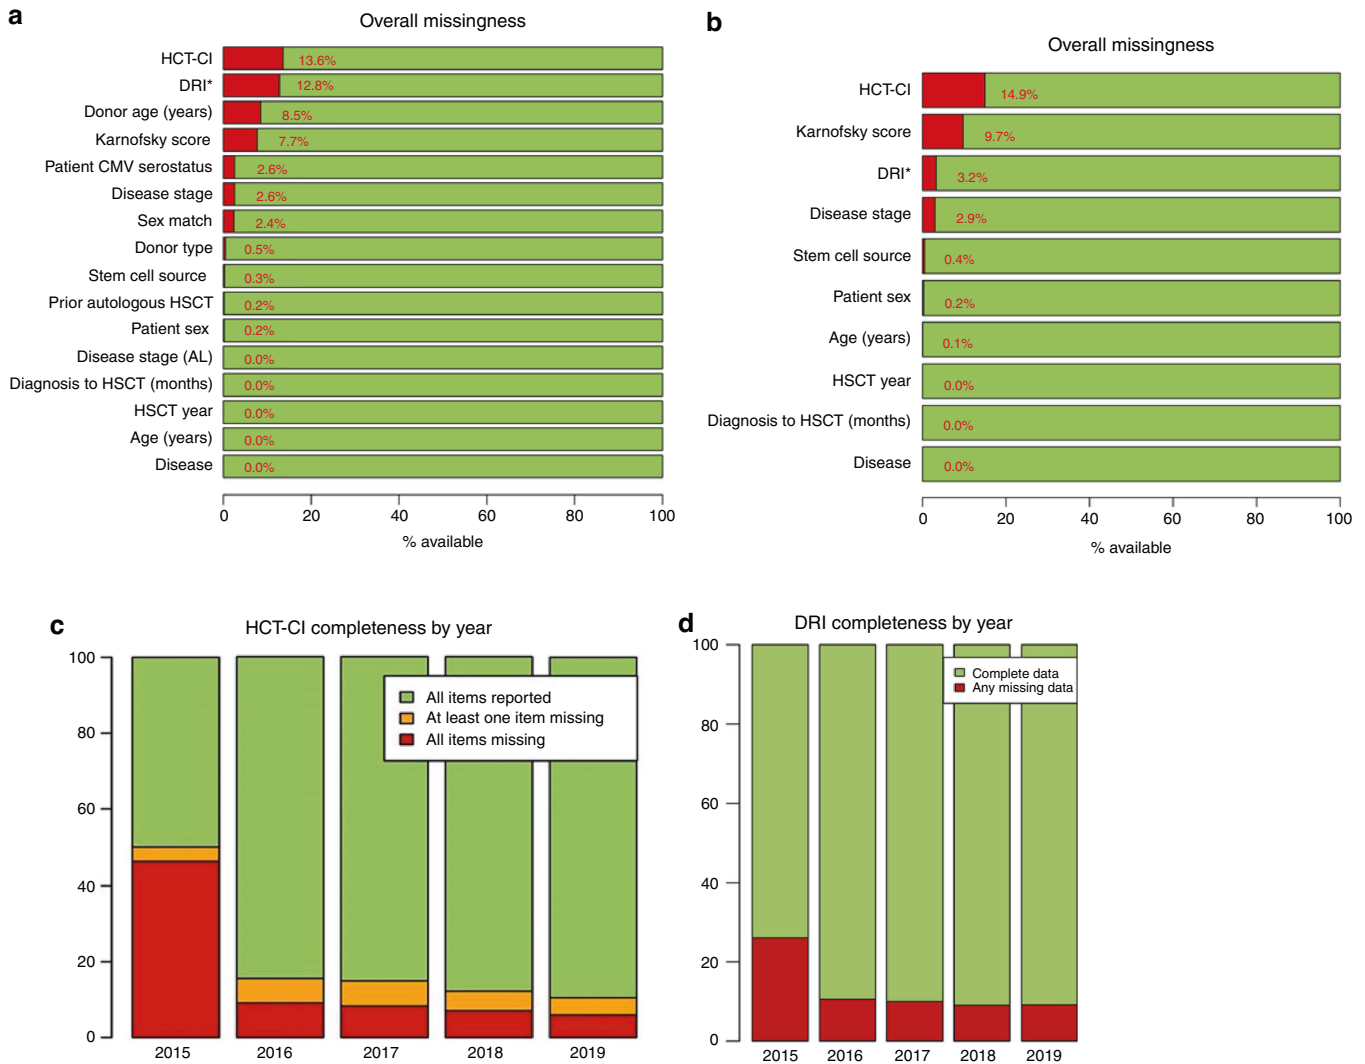 a
Overall missingness
HCT-CI 13.6%
DRI* 12.8%
Donor age (years) 8.5%
Karnofsky score 7.7%
Patient CMV serostatus 2.6%
Disease stage 2.6%
Sex match 2.4%
Donor type 0.5%
Stem cell source 0.3%
Prior autologous HSCT 0.2%
Patient sex 0.2%
Disease stage (AL) 0.0%
Diagnosis to HSCT (months) 0.0%
HSCT year 0.0%
Age (years) 0.0%
Disease 0.0%
0 20 40 60 80 100
% available
b
Overall missingness
HCT-CI 14.9%
Karnofsky score 9.7%
DRI* 3.2%
Disease stage 2.9%
Stem cell source 0.4%
Patient sex 0.2%
Age (years) 0.1%
HSCT year 0.0%
Diagnosis to HSCT (months) 0.0%
Disease 0.0%
0 20 40 60 80 100
% available
c
HCT-CI completeness by year
100
80
60
40
20
0
All items reported
At least one item missing
All items missing
2015 2016 2017 2018 2019
d
DRI completeness by year
100
80
60
40
20
0
Complete data
Any missing data
2015 2016 2017 2018 2019